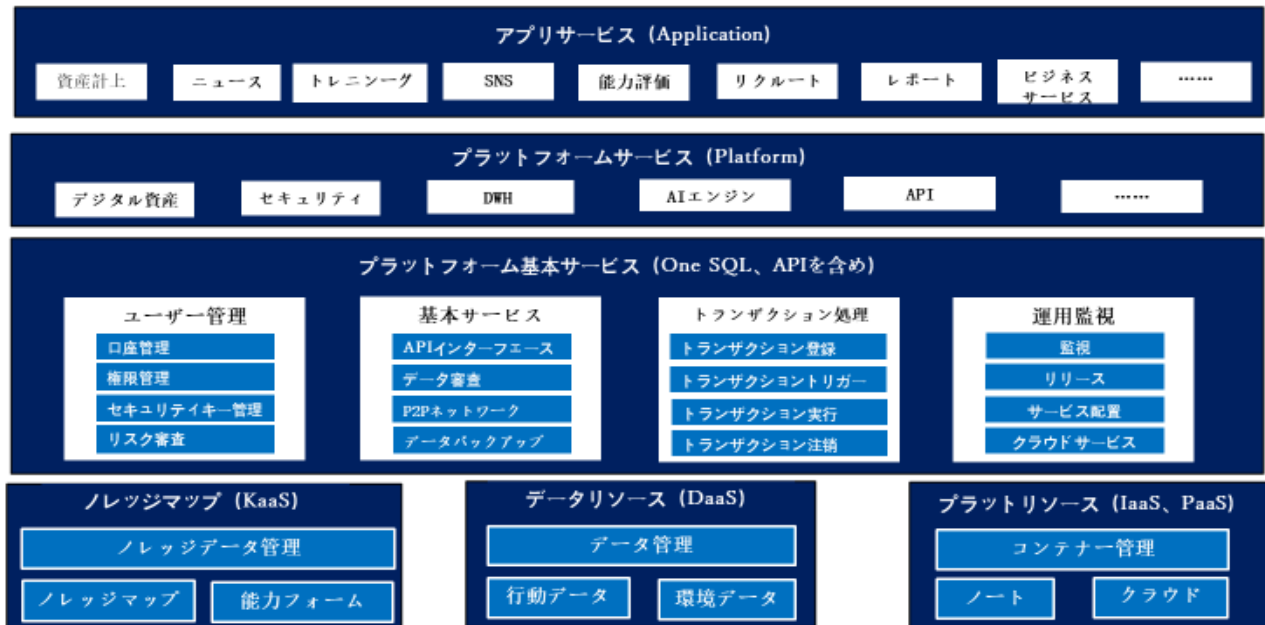 アプリサービス (Application)
資産計上
ニュース
トレニンーグ
SNS
能力評価
リクルート
レポート
ビジネス
サービス
……
プラットフォームサービス (Platform)
デジタル資産
セキュリティ
DWH
AIエンジン
API
……
プラットフォーム基本サービス (One SQL、APIを含め)
ユーザー管理
口座管理
権限管理
セキュリテイキー管理
リスク審査
基本サービス
APIインターフエース
データ審査
P2Pネットワーク
データバックアップ
トランザクション処理
トランザクション登録
トランザクショントリガー
トランザクション実行
トランザクション注销
運用監視
監視
リリース
サービス配置
クラウドサービス
ノレッジマップ (KaaS)
ノレッジデータ管理
ノレッジマップ
能力フォーム
データリソース (DaaS)
データ管理
行動データ
環境データ
プラットリソース (IaaS、PaaS)
コンテナー管理
ノート
クラウド